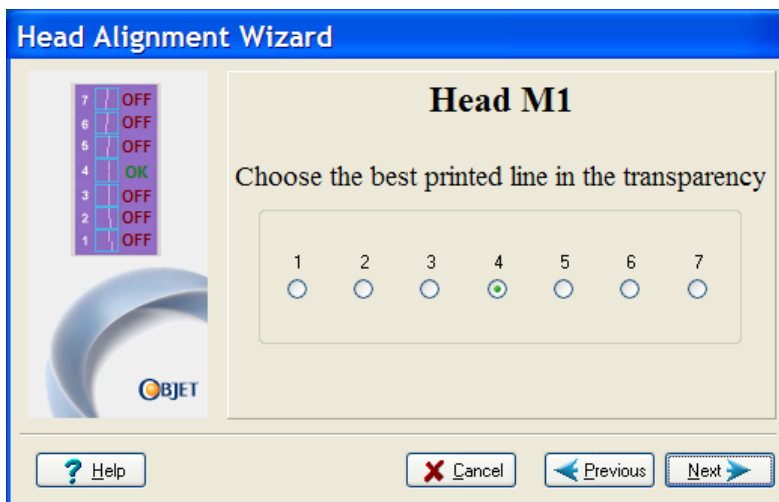 Head Alignment Wizard
7 OFF
6 OFF
5 OFF
4 OK
3 OFF
2 OFF
1 OFF
OBJET
Head M1
Choose the best printed line in the transparency
1 2 3 4 5 6 7
? Help
Cancel
Previous
Next